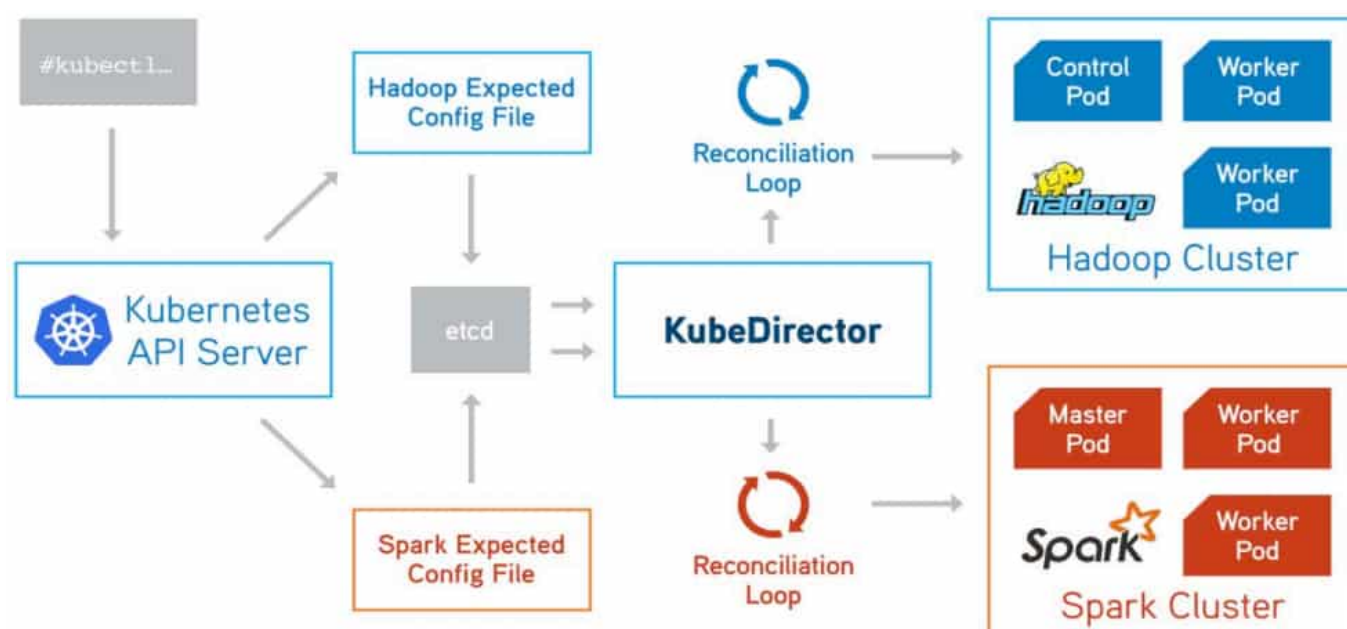 #kubectl…
Hadoop Expected
Config File
Reconciliation
Loop
Control
Pod
Worker
Pod
hadoop
Worker
Pod
Hadoop Cluster
Kubernetes
API Server
etcd
KubeDirector
Spark Expected
Config File
Reconciliation
Loop
Master
Pod
Worker
Pod
Spark
Worker
Pod
Spark Cluster